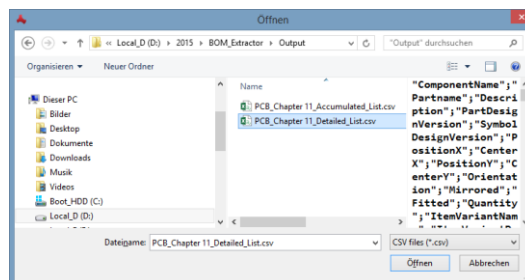 Öffnen
« Local_D (D:) › 2015 › BOM_Extractor › Output
"Output" durchsuchen
Organisieren
Neuer Ordner
Dieser PC
Bilder
Desktop
Dokumente
Downloads
Musik
Videos
Boot_HDD (C:)
Local_D (D:)
Name
PCB_Chapter 11_Accumulated_List.csv
PCB_Chapter 11_Detailed_List.csv
"ComponentName";"
Partname";"Descri
ption";"PartDesig
nVersion";"Symbol
DesignVersion";"P
ositionX";"Center
X";"PositionY";"C
enterY";"Orientat
ion";"Mirrored";"
Fitted";"Quantity
";"ItemVariantNam
Dateiname:
PCB_Chapter 11_Detailed_List.csv
CSV files (*.csv)
Öffnen
Abbrechen